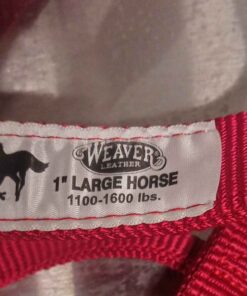 WEAVER
LEATHER
1" LARGE HORSE
1100-1600 lbs.